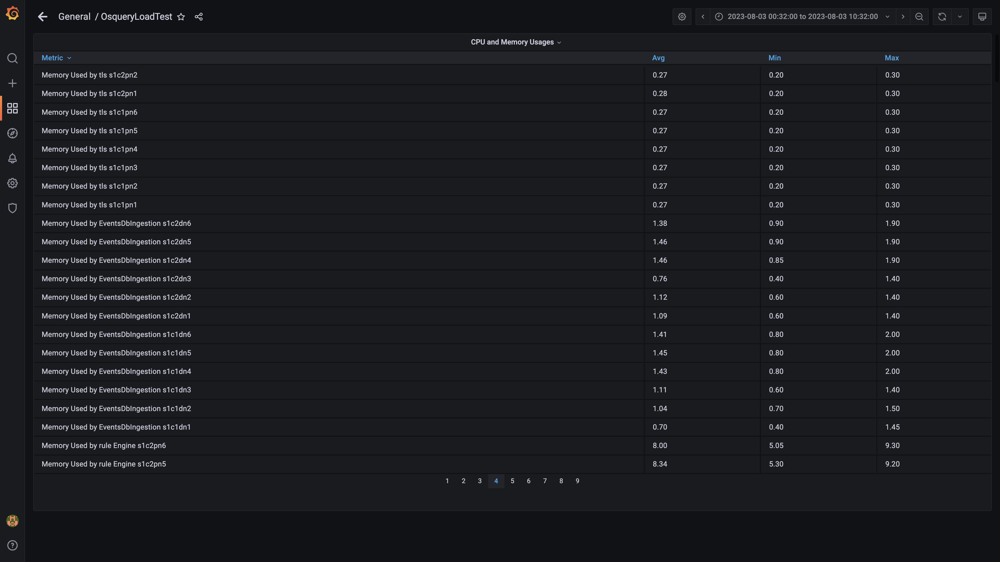 General / OsqueryLoadTest
2023-08-03 00:32:00 to 2023-08-03 10:32:00
CPU and Memory Usages
Metric Avg Min Max
Memory Used by tls s1c2pn2 0.27 0.20 0.30
Memory Used by tls s1c2pn1 0.28 0.20 0.30
Memory Used by tls s1c1pn6 0.27 0.20 0.30
Memory Used by tls s1c1pn5 0.27 0.20 0.30
Memory Used by tls s1c1pn4 0.27 0.20 0.30
Memory Used by tls s1c1pn3 0.27 0.20 0.30
Memory Used by tls s1c1pn2 0.27 0.20 0.30
Memory Used by tls s1c1pn1 0.27 0.20 0.30
Memory Used by EventsDbIngestion s1c2dn6 1.38 0.90 1.90
Memory Used by EventsDbIngestion s1c2dn5 1.46 0.90 1.90
Memory Used by EventsDbIngestion s1c2dn4 1.46 0.85 1.90
Memory Used by EventsDbIngestion s1c2dn3 0.76 0.40 1.40
Memory Used by EventsDbIngestion s1c2dn2 1.12 0.60 1.40
Memory Used by EventsDbIngestion s1c2dn1 1.09 0.60 1.40
Memory Used by EventsDbIngestion s1c1dn6 1.41 0.80 2.00
Memory Used by EventsDbIngestion s1c1dn5 1.45 0.80 2.00
Memory Used by EventsDbIngestion s1c1dn4 1.43 0.80 2.00
Memory Used by EventsDbIngestion s1c1dn3 1.11 0.60 1.40
Memory Used by EventsDbIngestion s1c1dn2 1.04 0.70 1.50
Memory Used by EventsDbIngestion s1c1dn1 0.70 0.40 1.45
Memory Used by rule Engine s1c2pn6 8.00 5.05 9.30
Memory Used by rule Engine s1c2pn5 8.34 5.30 9.20
1 2 3 4 5 6 7 8 9